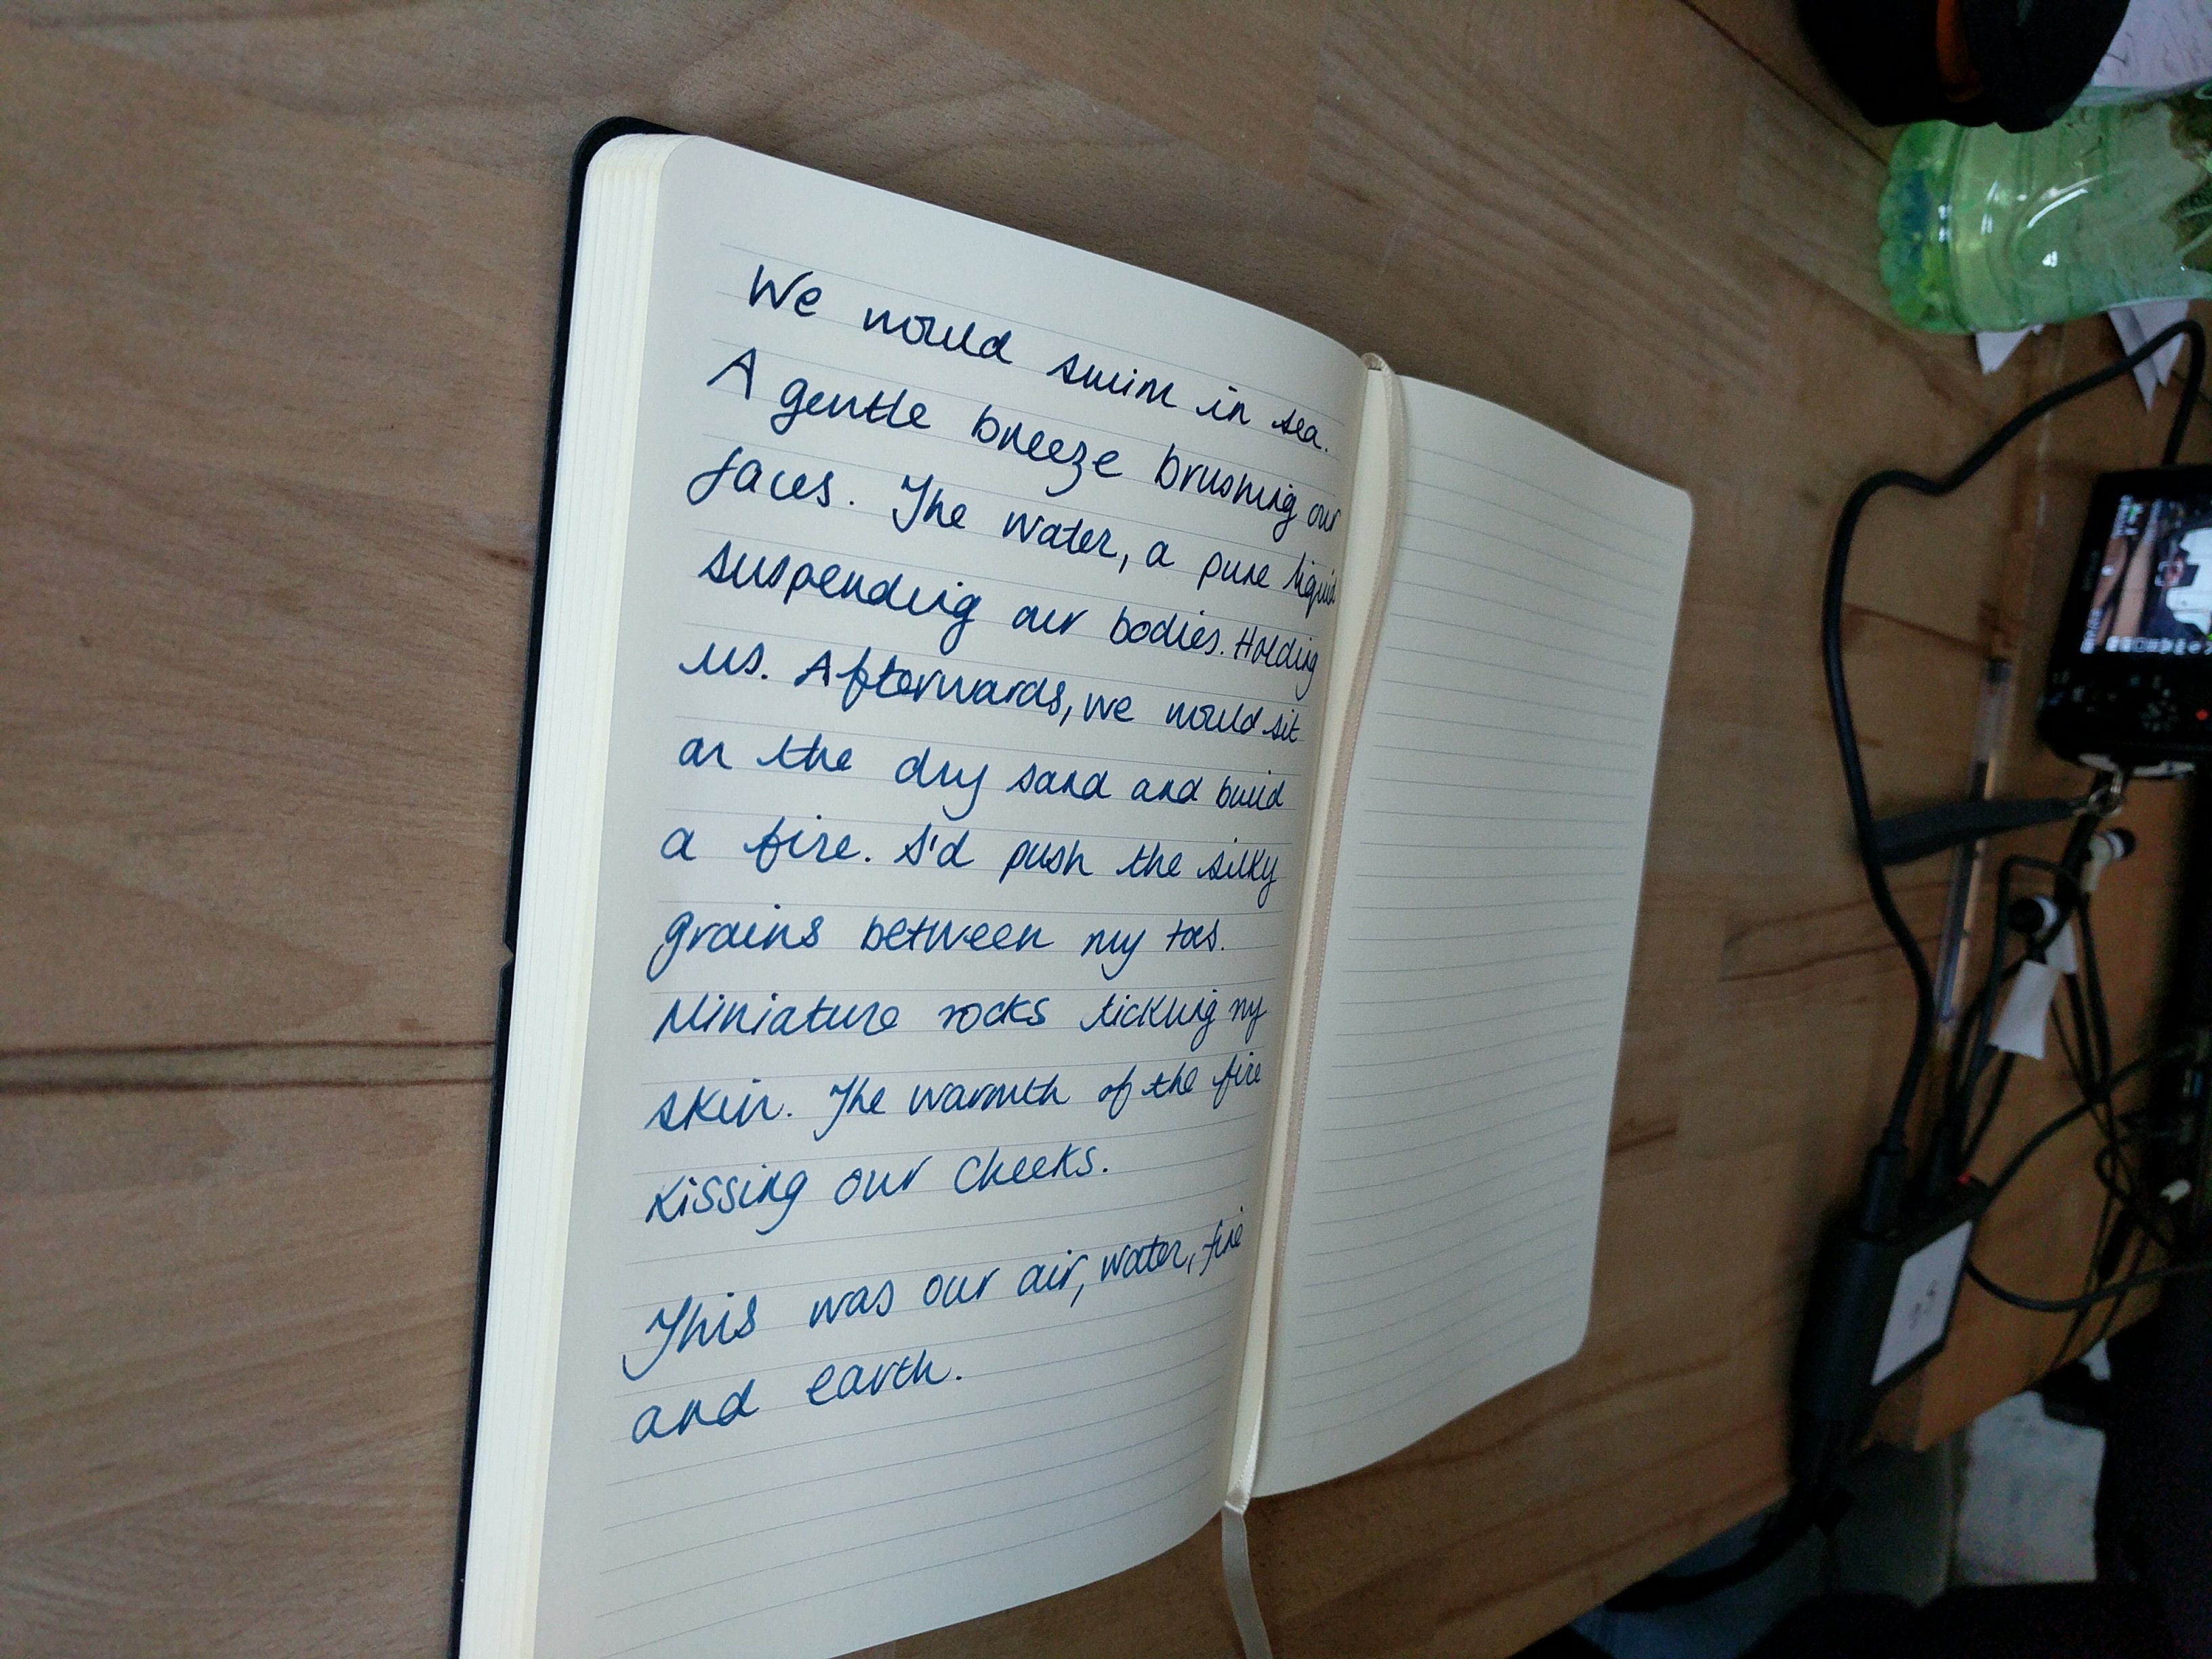 We would swim in sea.
A gentle breeze brushing our
faces. The water, a pure liquid
suspending our bodies. Holding
us. Afterwards, we would sit
on the dry sand and build
a fire. I'd push the silky
grains between my toes.
Miniature rocks tickling my
skin. The warmth of the fire
kissing our cheeks.
This was our air, water, fire
and earth.